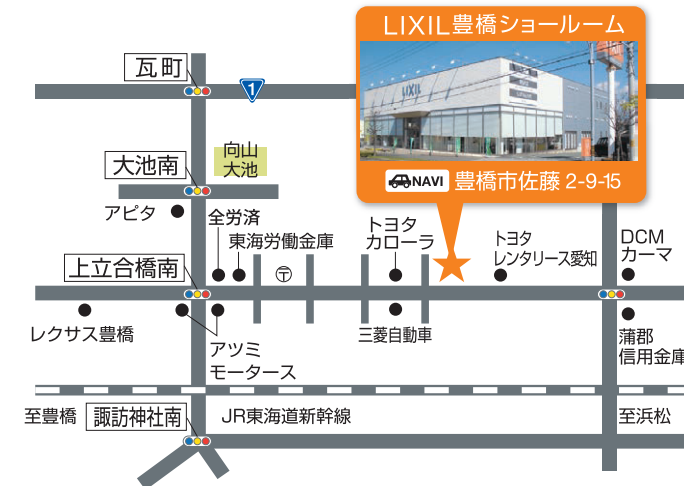 LIXIL豊橋ショールーム
LIXIL
NAVI 豊橋市佐藤 2-9-15
瓦町
1
大池南
向山
大池
アピタ
全労済
東海労働金庫
トヨタ
カローラ
トヨタ
レンタリース愛知
DCM
カーマ
上立合橋南
〒
レクサス豊橋
アツミ
モータース
三菱自動車
蒲郡
信用金庫
至豊橋
諏訪神社南
JR東海道新幹線
至浜松